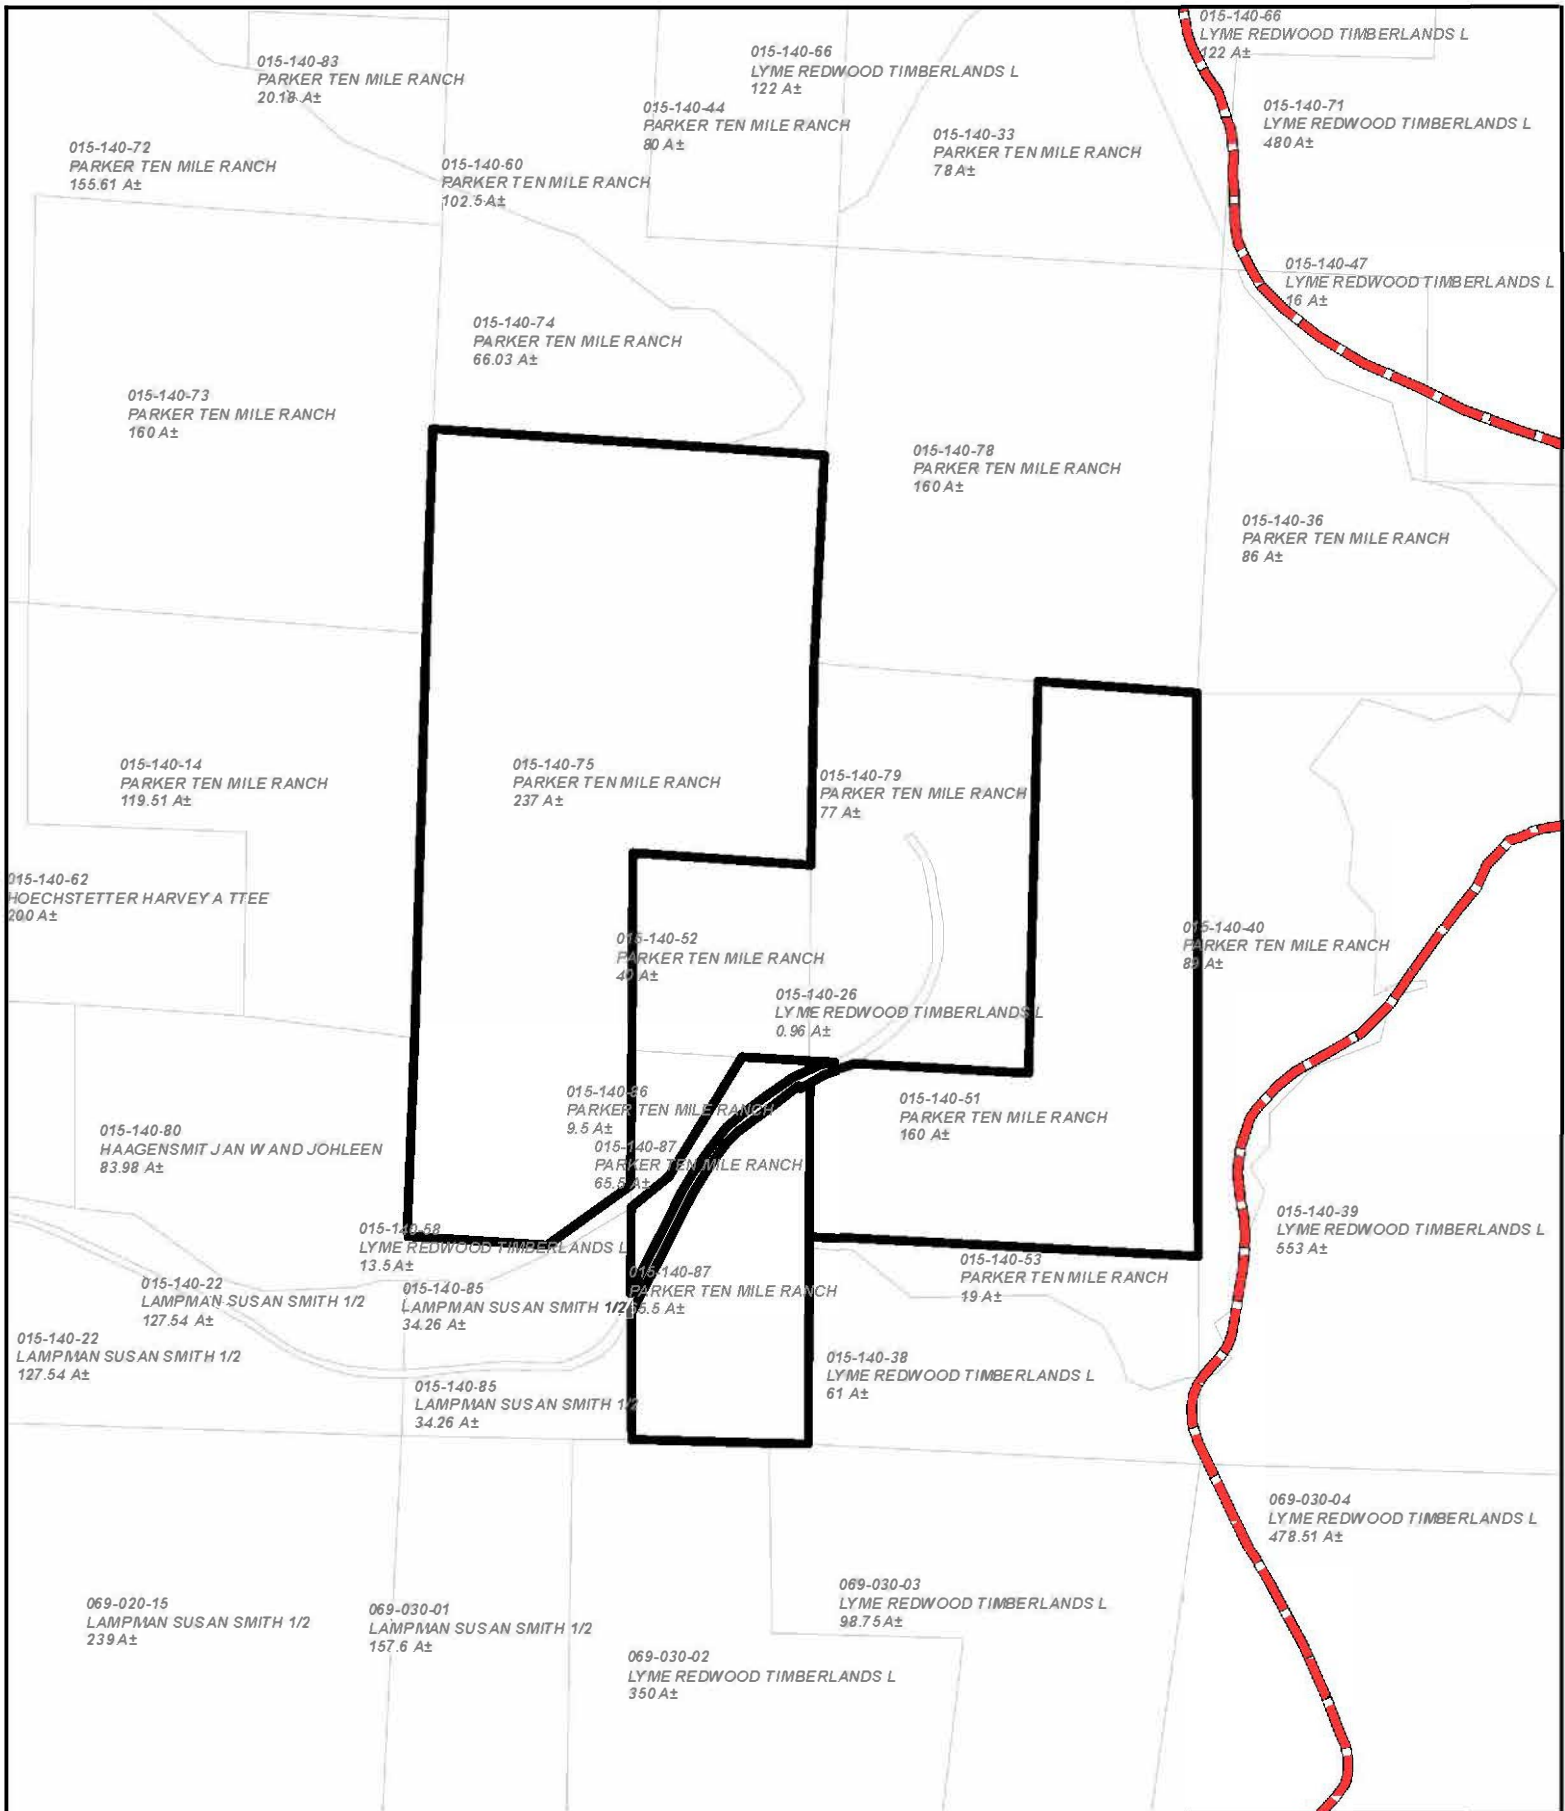 015-140-66
LYME REDWOOD TIMBERLANDS L
122 A±
015-140-83
PARKER TEN MILE RANCH
20.18 A±
015-140-66
LYME REDWOOD TIMBERLANDS L
122 A±
015-140-44
PARKER TEN MILE RANCH
80 A±
015-140-71
LYME REDWOOD TIMBERLANDS L
480 A±
015-140-33
PARKER TEN MILE RANCH
78 A±
015-140-72
PARKER TEN MILE RANCH
155.61 A±
015-140-60
PARKER TEN MILE RANCH
102.5 A±
015-140-47
LYME REDWOOD TIMBERLANDS L
16 A±
015-140-74
PARKER TEN MILE RANCH
66.03 A±
015-140-73
PARKER TEN MILE RANCH
160 A±
015-140-78
PARKER TEN MILE RANCH
160 A±
015-140-36
PARKER TEN MILE RANCH
86 A±
015-140-14
PARKER TEN MILE RANCH
119.51 A±
015-140-75
PARKER TEN MILE RANCH
237 A±
015-140-79
PARKER TEN MILE RANCH
77 A±
015-140-62
HOECHSTETTER HARVEY A TTEE
200 A±
015-140-52
PARKER TEN MILE RANCH
40 A±
015-140-40
PARKER TEN MILE RANCH
89 A±
015-140-26
LYME REDWOOD TIMBERLANDS L
0.96 A±
015-140-86
PARKER TEN MILE RANCH
9.5 A±
015-140-51
PARKER TEN MILE RANCH
160 A±
015-140-80
HAAGENSMIT JAN W AND JOHLEEN
83.98 A±
015-140-87
PARKER TEN MILE RANCH
65.5 A±
015-140-39
LYME REDWOOD TIMBERLANDS L
553 A±
015-140-58
LYME REDWOOD TIMBERLANDS L
13.5 A±
015-140-53
PARKER TEN MILE RANCH
19 A±
015-140-87
PARKER TEN MILE RANCH
65.5 A±
015-140-22
LAMPMAN SUSAN SMITH 1/2
127.54 A±
015-140-85
LAMPMAN SUSAN SMITH 1/2
34.26 A±
015-140-22
LAMPMAN SUSAN SMITH 1/2
127.54 A±
015-140-38
LYME REDWOOD TIMBERLANDS L
61 A±
015-140-85
LAMPMAN SUSAN SMITH 1/2
34.26 A±
069-030-04
LYME REDWOOD TIMBERLANDS L
478.51 A±
069-030-03
LYME REDWOOD TIMBERLANDS L
98.75 A±
069-020-15
LAMPMAN SUSAN SMITH 1/2
239 A±
069-030-01
LAMPMAN SUSAN SMITH 1/2
157.6 A±
069-030-02
LYME REDWOOD TIMBERLANDS L
350 A±